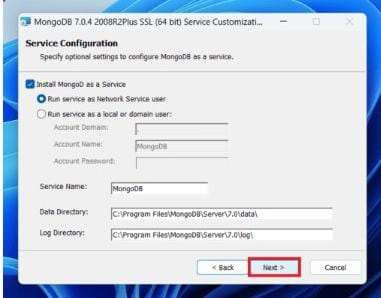 MongoDB 7.0.4 2008R2Plus SSL (64 bit) Service Customizati...
Service Configuration
Specify optional settings to configure MongoDB as a service.
Install MongoD as a Service
Run service as Network Service user
Run service as a local or domain user:
Account Domain:
.
Account Name:
MongoDB
Account Password:
Service Name:
MongoDB
Data Directory:
C:\Program Files\MongoDB\Server\7.0\data\
Log Directory:
C:\Program Files\MongoDB\Server\7.0\log\
< Back
Next >
Cancel